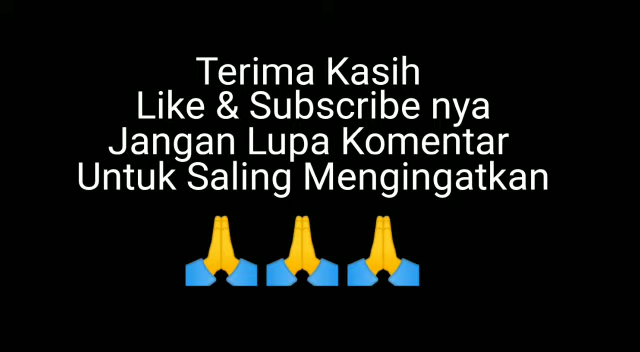 Terima Kasih
Like & Subscribe nya
Jangan Lupa Komentar
Untuk Saling Mengingatkan
🙏🙏🙏